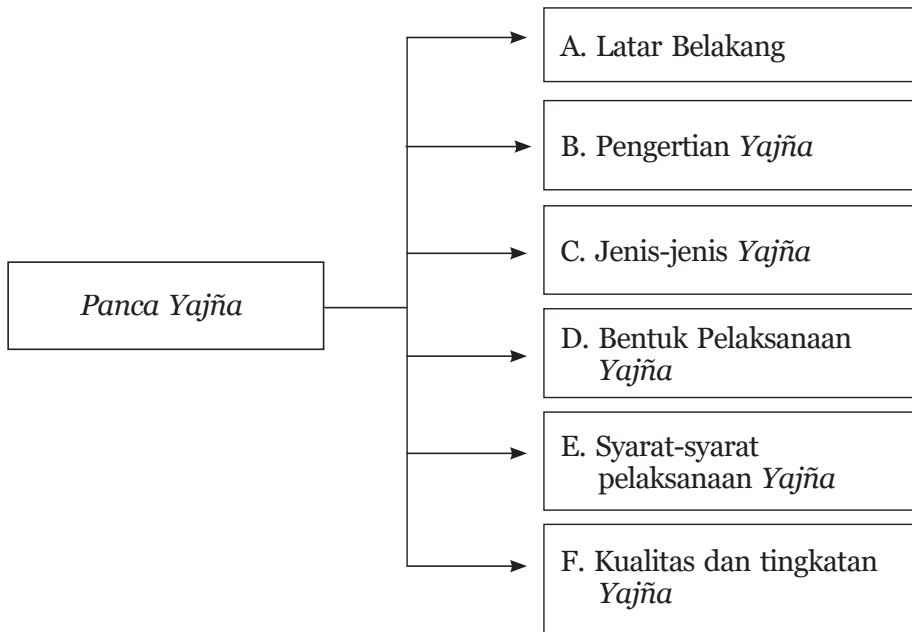 A. Latar Belakang
B. Pengertian Yajña
C. Jenis-jenis Yajña
Panca Yajña
D. Bentuk Pelaksanaan
Yajña
E. Syarat-syarat
pelaksanaan Yajña
F. Kualitas dan tingkatan
Yajña